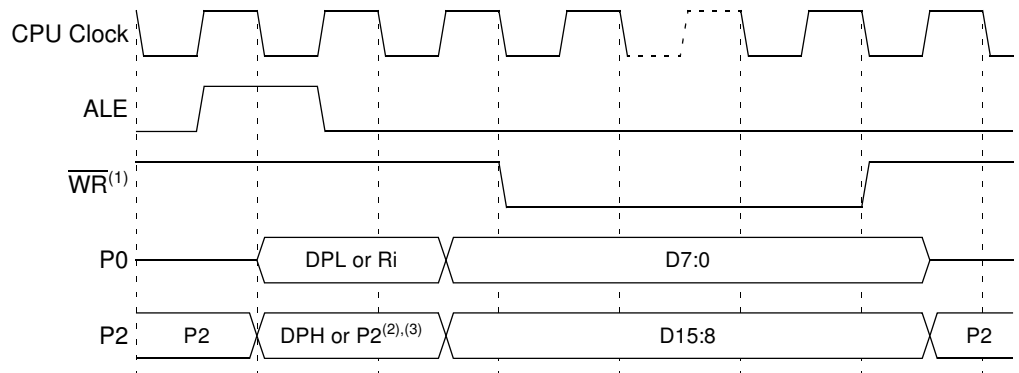 CPU Clock
ALE
WR(1)
P0
DPL or Ri
D7:0
P2
P2
DPH or P2(2),(3)
D15:8
P2